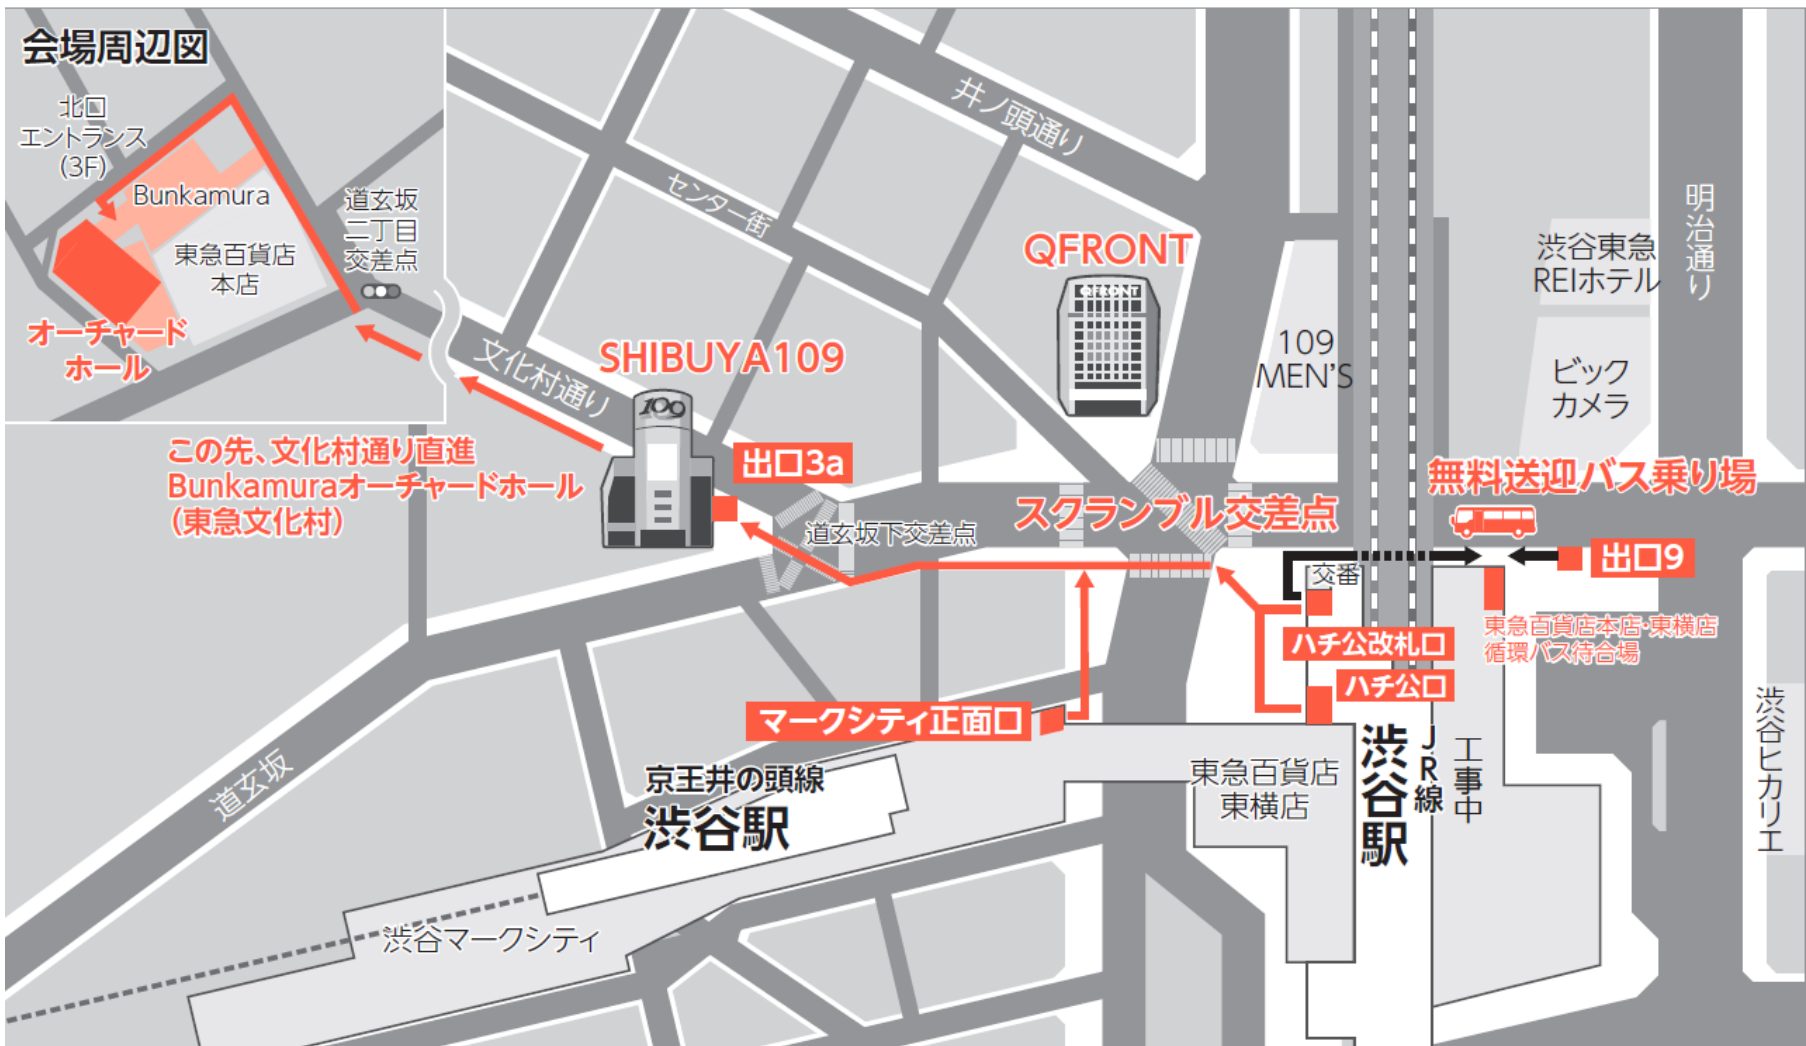 会場周辺図
北口
エントランス
(3F)
Bunkamura
東急百貨店
本店
道玄坂
二丁目
交差点
オーチャード
ホール
この先、文化村通り直進
Bunkamuraオーチャードホール
（東急文化村）
文化村通り
センター街
井ノ頭通り
SHIBUYA109
109
出口3a
道玄坂下交差点
QFRONT
QFRONT
109
MEN'S
スクランブル交差点
明治通り
渋谷東急
REIホテル
ビック
カメラ
無料送迎バス乗り場
出口9
交番
東急百貨店本店・東横店
循環バス待合場
ハチ公改札口
ハチ公口
マークシティ正面口
京王井の頭線
渋谷駅
道玄坂
渋谷マークシティ
東急百貨店
東横店
JR線
渋谷駅
工事中
渋谷ヒカリエ